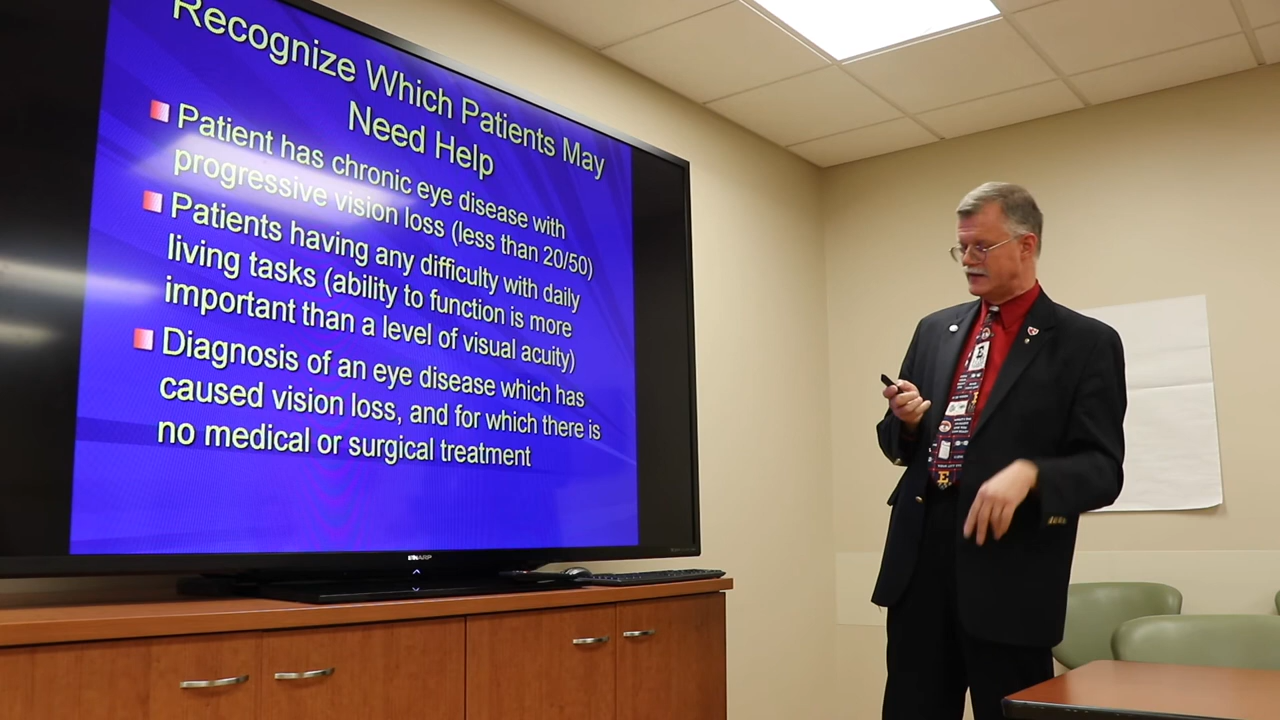 Recognize Which Patients May
Need Help
Patient has chronic eye disease with
progressive vision loss (less than 20/50)
Patients having any difficulty with daily
living tasks (ability to function is more
important than a level of visual acuity)
Diagnosis of an eye disease which has
caused vision loss, and for which there is
no medical or surgical treatment
E
E